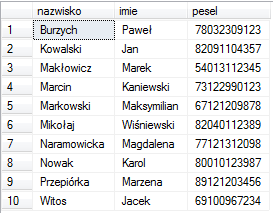 nazwisko imie pesel
1 Burzych Paweł 78032309123
2 Kowalski Jan 82091104357
3 Makłowicz Marek 54013112345
4 Marcin Kaniewski 73122990123
5 Markowski Maksymilian 67121209878
6 Mikołaj Wiśniewski 82040112389
7 Naramowicka Magdalena 77121312098
8 Nowak Karol 80010123987
9 Przepiórka Marzena 89121203456
10 Witos Jacek 69100967234